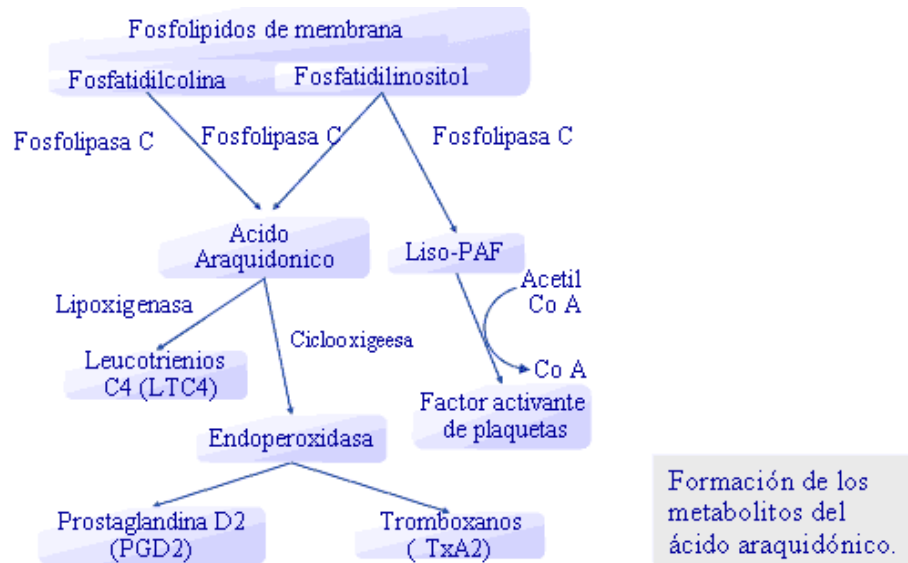 Fosfolipidos de membrana
Fosfatidilcolina
Fosfatidilinositol
Fosfolipasa C
Fosfolipasa C
Fosfolipasa C
Acido
Araquidonico
Liso-PAF
Acetil
Co A
Lipoxigenasa
Ciclooxigeesa
Co A
Leucotrienios
C4 (LTC4)
Factor activante
de plaquetas
Endoperoxidasa
Prostaglandina D2
(PGD2)
Tromboxanos
( TxA2)
Formación de los
metabolitos del
ácido araquidónico.